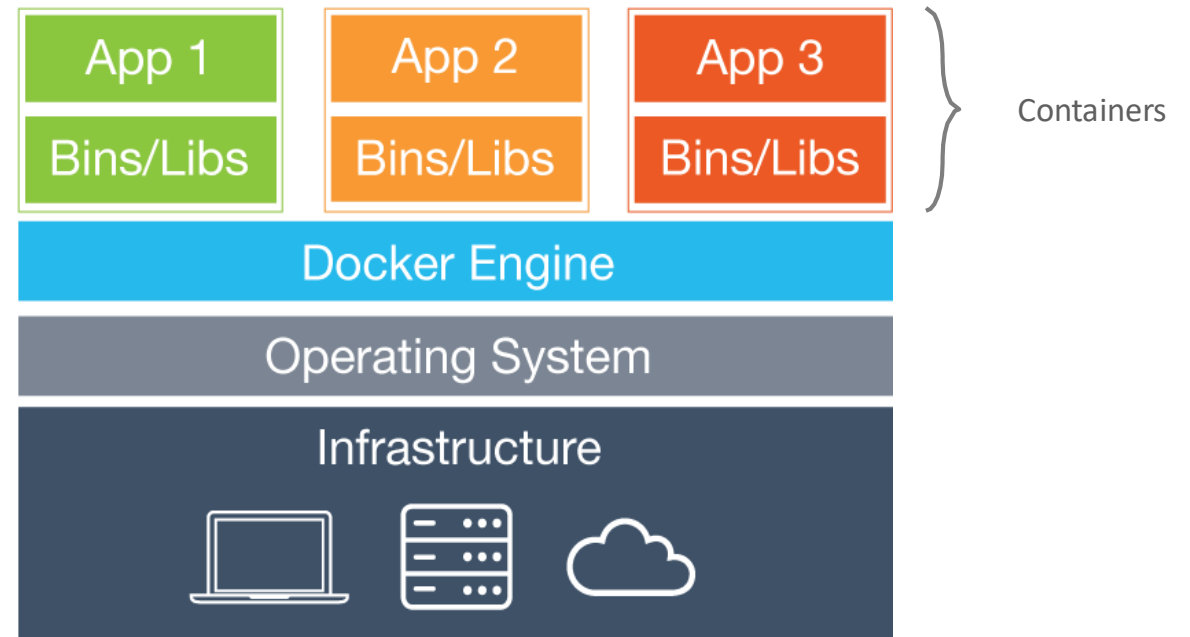 App 1
App 2
App 3
Containers
Bins/Libs
Bins/Libs
Bins/Libs
Docker Engine
Operating System
Infrastructure